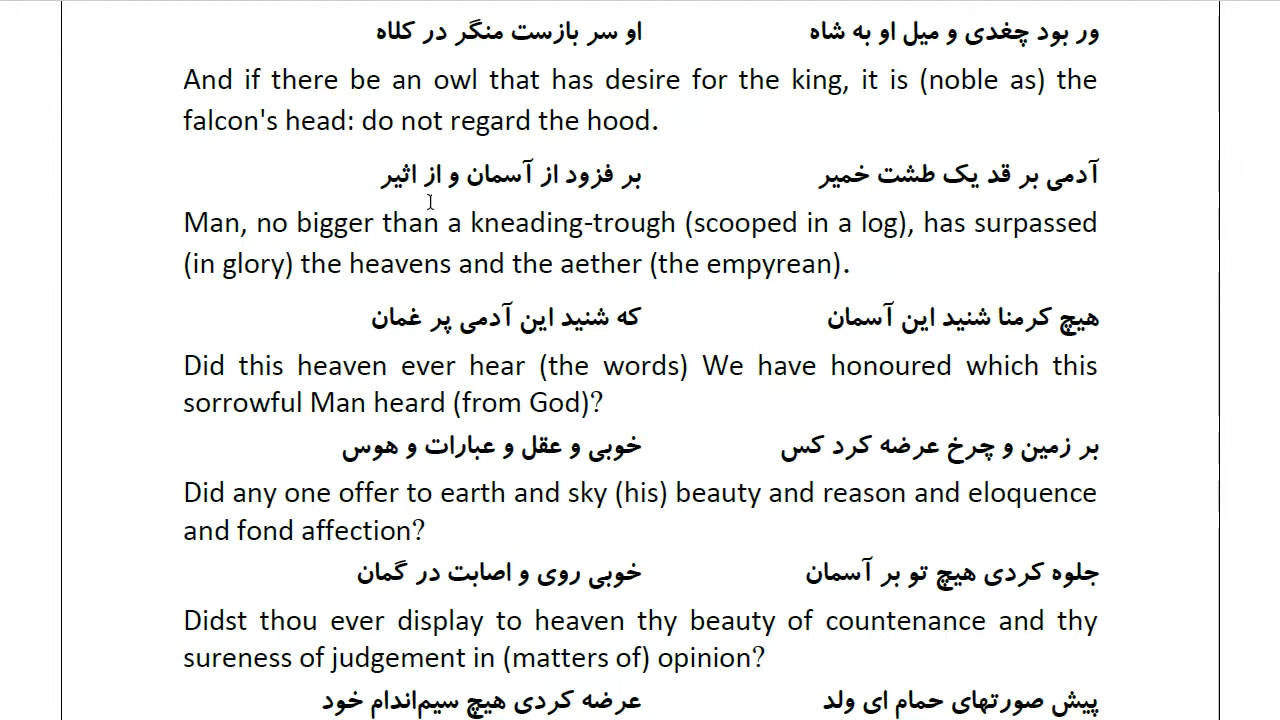 ور بود چغدی و میل او به شاه او سر بازست منگر در کلاه
And if there be an owl that has desire for the king, it is (noble as) the
falcon's head: do not regard the hood.
آدمی بر قد یک طشت خمیر بر فزود از آسمان و از اثیر
Man, no bigger than a kneading-trough (scooped in a log), has surpassed
(in glory) the heavens and the aether (the empyrean).
هیچ کرمنا شنید این آسمان که شنید این آدمی پر غمان
Did this heaven ever hear (the words) We have honoured which this
sorrowful Man heard (from God)?
بر زمین و چرخ عرضه کرد کس خوبی و عقل و عبارات و هوس
Did any one offer to earth and sky (his) beauty and reason and eloquence
and fond affection?
جلوه کردی هیچ تو بر آسمان خوبی روی و اصابت در گمان
Didst thou ever display to heaven thy beauty of countenance and thy
sureness of judgement in (matters of) opinion?
پیش صورتهای حمام ای ولد عرضه کردی هیچ سیم‌اندام خود